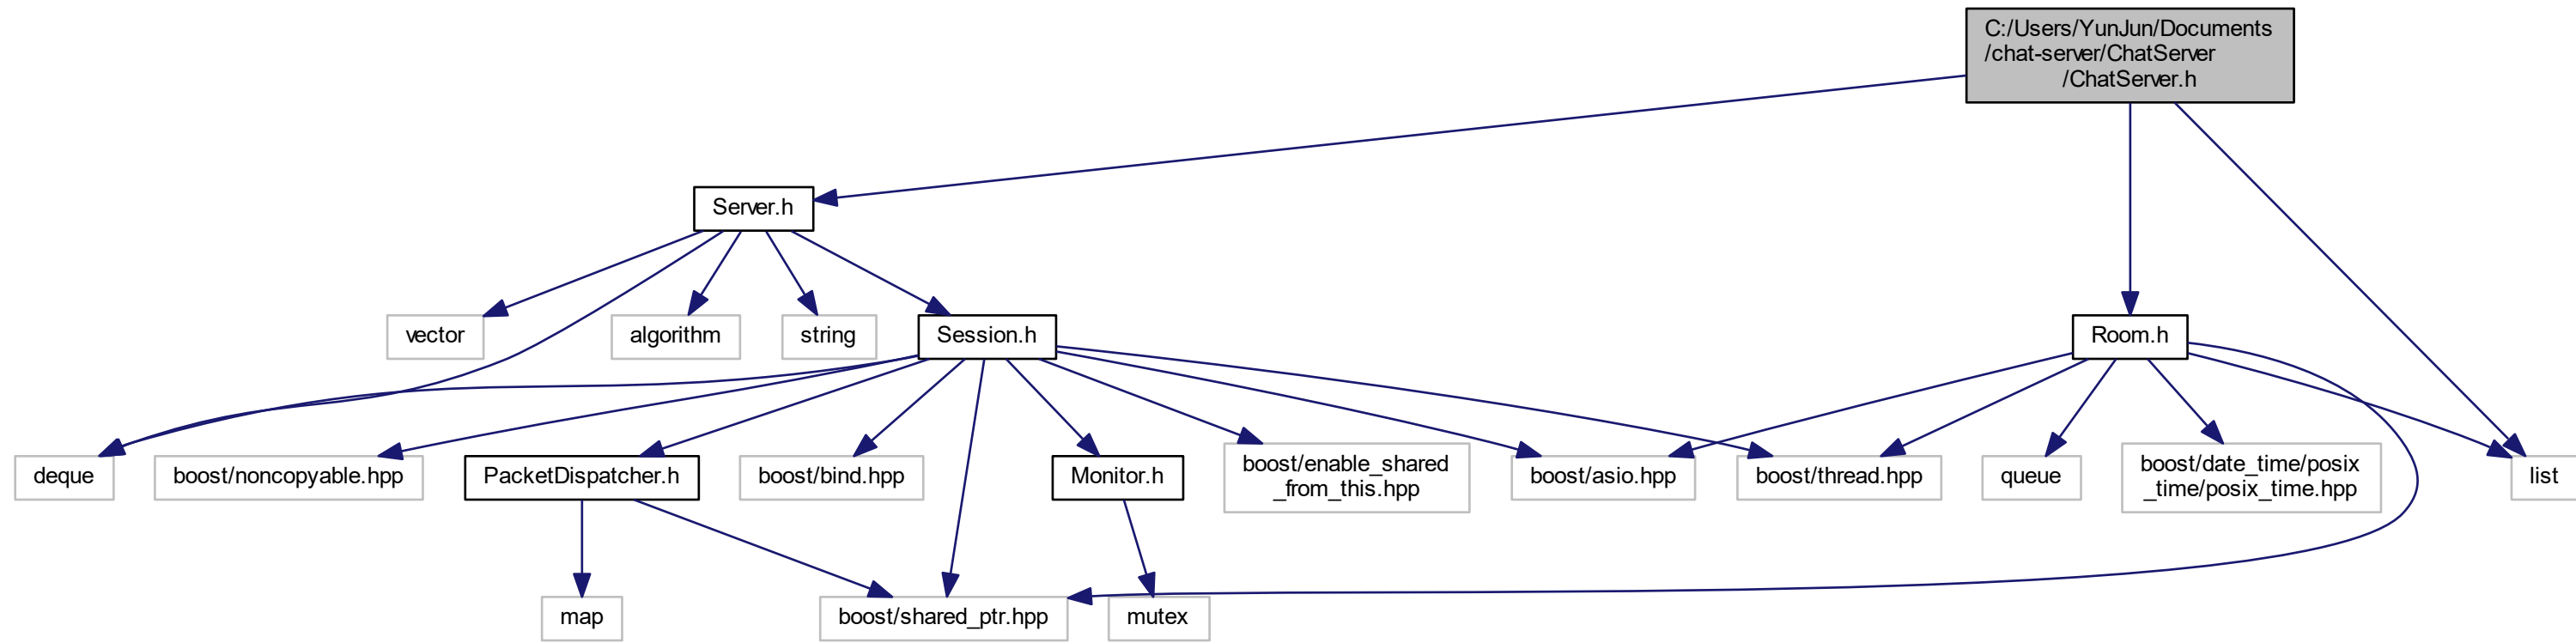 C:/Users/YunJun/Documents
/chat-server/ChatServer
/ChatServer.h
Server.h
vector
algorithm
string
Session.h
Room.h
deque
boost/noncopyable.hpp
PacketDispatcher.h
boost/bind.hpp
Monitor.h
boost/enable_shared
_from_this.hpp
boost/asio.hpp
boost/thread.hpp
queue
boost/date_time/posix
_time/posix_time.hpp
list
map
boost/shared_ptr.hpp
mutex